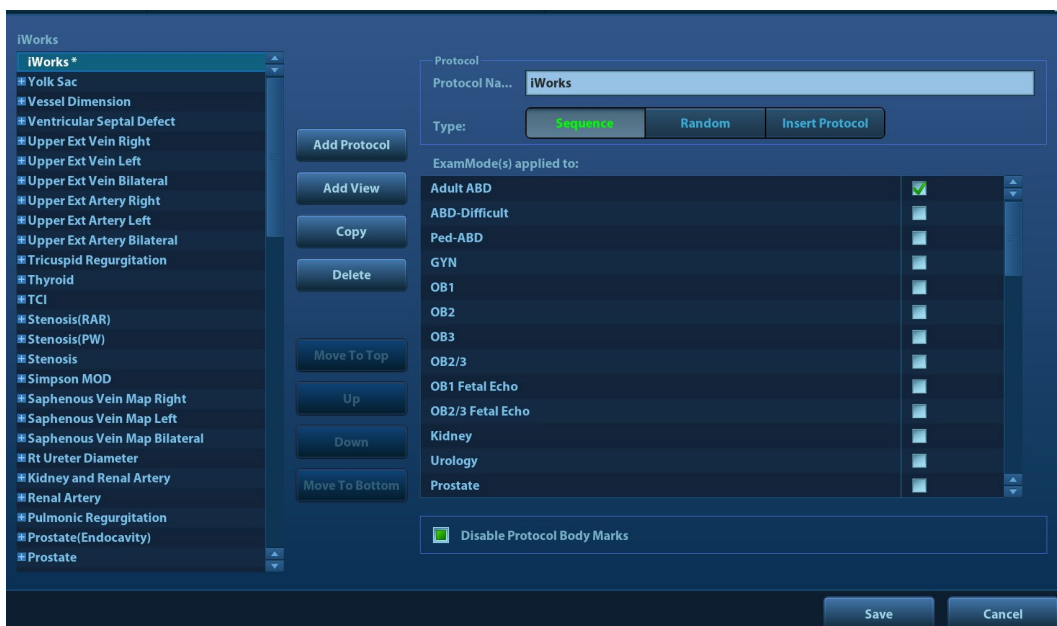 iWorks
iWorks *
Yolk Sac
Vessel Dimension
Ventricular Septal Defect
Upper Ext Vein Right
Upper Ext Vein Left
Upper Ext Vein Bilateral
Upper Ext Artery Right
Upper Ext Artery Left
Upper Ext Artery Bilateral
Tricuspid Regurgitation
Thyroid
TCI
Stenosis(RAR)
Stenosis(PW)
Stenosis
Simpson MOD
Saphenous Vein Map Right
Saphenous Vein Map Left
Saphenous Vein Map Bilateral
Rt Ureter Diameter
Kidney and Renal Artery
Renal Artery
Pulmonic Regurgitation
Prostate(Endocavity)
Prostate
Add Protocol
Add View
Copy
Delete
Move To Top
Up
Down
Move To Bottom
Protocol
Protocol Na... iWorks
Type: Sequence Random Insert Protocol
ExamMode(s) applied to:
Adult ABD
ABD-Difficult
Ped-ABD
GYN
OB1
OB2
OB3
OB2/3
OB1 Fetal Echo
OB2/3 Fetal Echo
Kidney
Urology
Prostate
Disable Protocol Body Marks
Save Cancel